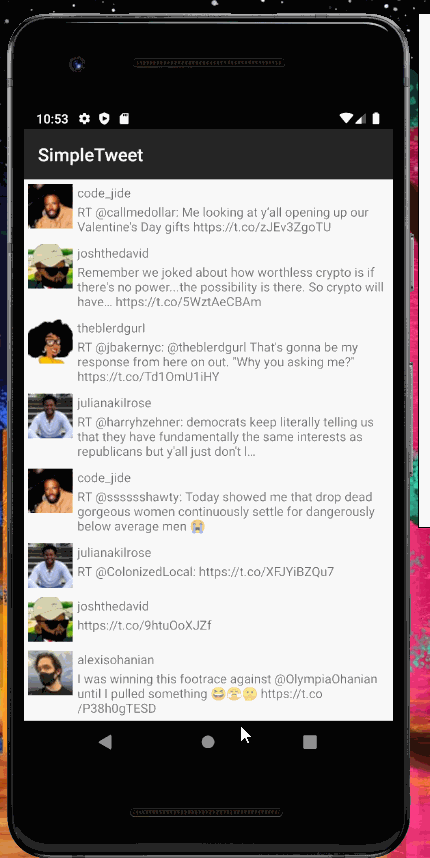 10:53
SimpleTweet
code_jide
RT @callmedollar: Me looking at y'all opening up our
Valentine's Day gifts https://t.co/zJEv3ZgoTU
joshthedavid
Remember we joked about how worthless crypto is if
there's no power...the possibility is there. So crypto will
have… https://t.co/5WztAeCBAm
theblerdgurl
RT @jbakernyc: @theblerdgurl That's gonna be my
response from here on out. "Why you asking me?"
https://t.co/Td1OmU1iHY
julianakilrose
RT @harryhzehner: democrats keep literally telling us
that they have fundamentally the same interests as
republicans but y'all just don't l…
code_jide
RT @sssssshawty: Today showed me that drop dead
gorgeous women continuously settle for dangerously
below average men 😭
julianakilrose
RT @ColonizedLocal: https://t.co/XFJYiBZQu7
joshthedavid
https://t.co/9htuOoXJZf
alexisohanian
I was winning this footrace against @OlympiaOhanian
until I pulled something 😂😤🫠 https://t.co
/P38h0gTESD